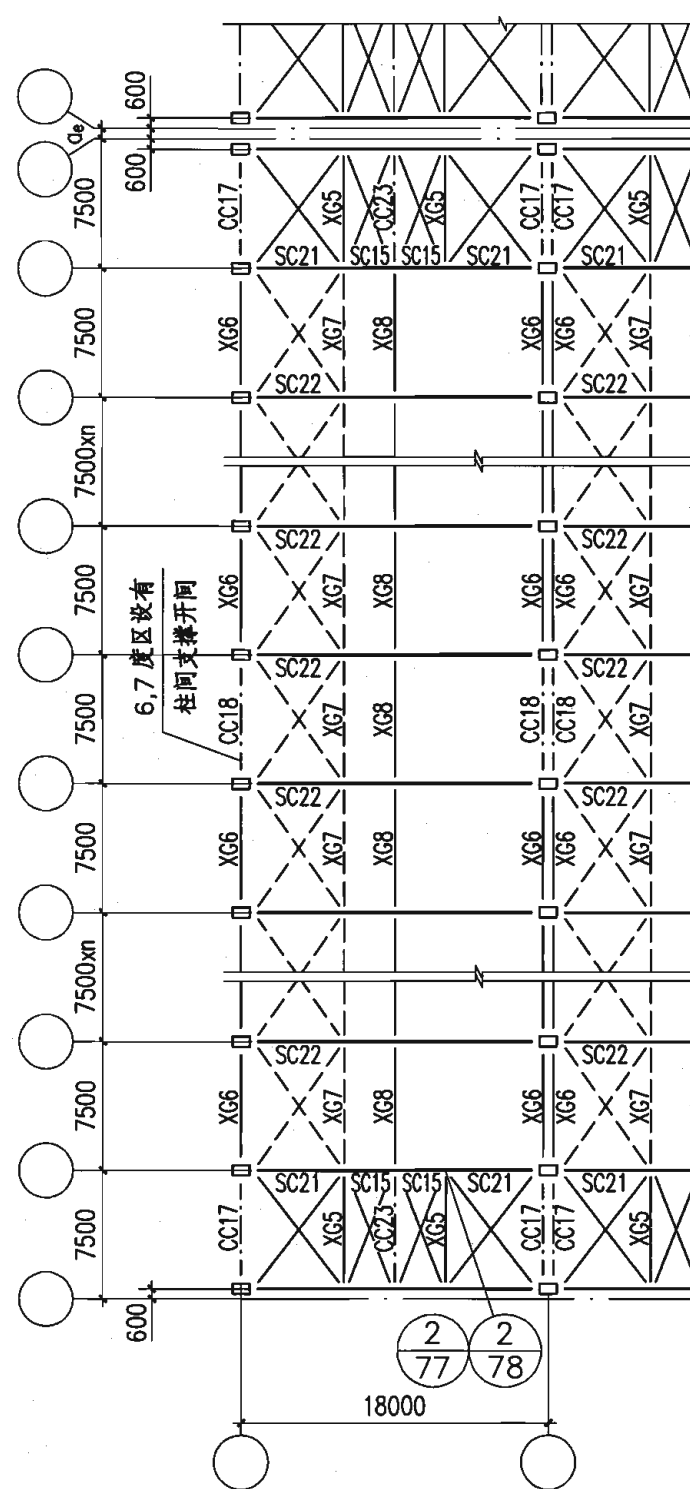 600
ae
600
7500
CC17
XG5
CC23
XG5
CC17
CC17
XG5
SC21
SC15
SC15
SC21
SC21
7500
XG6
XG7
XG8
XG6
XG6
XG7
SC22
SC22
7500xn
SC22
SC22
7500
XG6
XG7
XG8
XG6
XG6
XG7
6,7度区设有
柱间支撑开间
SC22
SC22
7500
CC18
XG7
XG8
CC18
CC18
XG7
SC22
SC22
7500
XG6
XG7
XG8
XG6
XG6
XG7
7500xn
SC22
SC22
7500
XG6
XG7
XG8
XG6
XG6
XG7
SC21
SC15
SC15
SC21
SC21
7500
CC17
XG5
CC23
XG5
CC17
CC17
XG5
600
2
77
2
78
18000